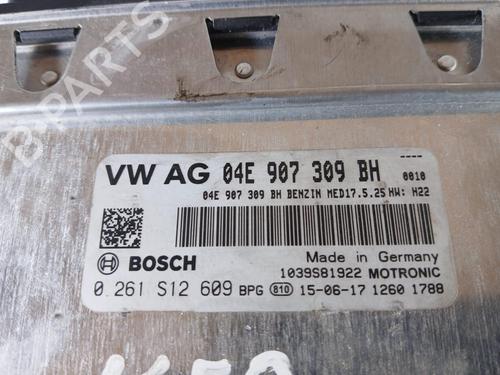 VW AG 04E 907 309 BH 0010
04E 907 309 BH BENZIN MED17.5.25 HW: H22
Made in Germany
BOSCH 1039S81922 MOTRONIC
0 261 S12 609 BPG 810 15-06-17 1260 1788
B-PARTS